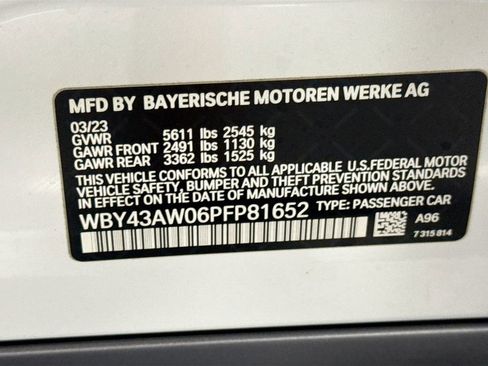 MFD BY BAYERISCHE MOTOREN WERKE AG
03/23
GVWR 5611 lbs 2545 kg
GAWR FRONT 2491 lbs 1130 kg
GAWR REAR 3362 lbs 1525 kg
THIS VEHICLE CONFORMS TO ALL APPLICABLE U.S.FEDERAL MOTOR
VEHICLE SAFETY, BUMPER, AND THEFT PREVENTION STANDARDS
IN EFFECT ON THE DATE OF MANUFACTURE SHOWN ABOVE.
WBY43AW06PFP81652 TYPE: PASSENGER CAR
A96
7 315 814